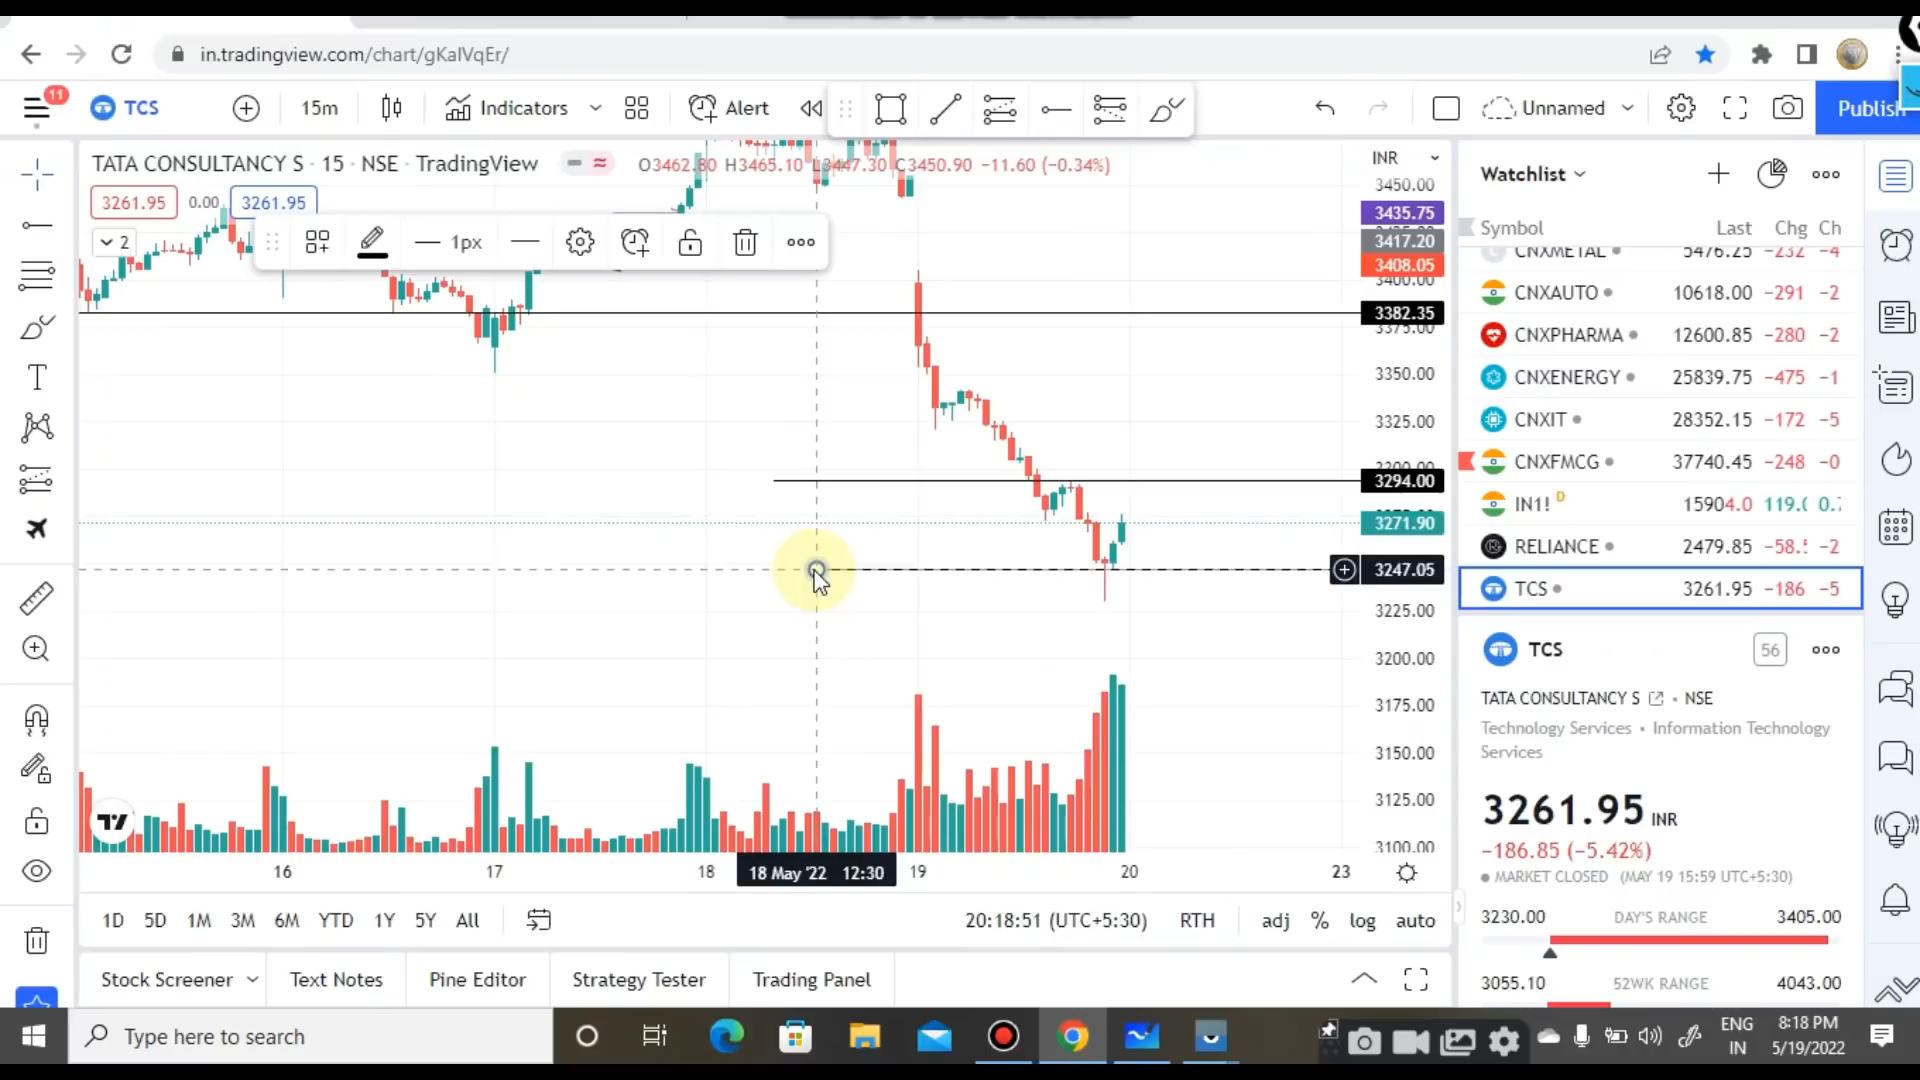 in.tradingview.com/chart/gKalVqEr/
11
TCS
15m
Indicators
Alert
Unnamed
Publish
TATA CONSULTANCY S · 15 · NSE · TradingView
O3462.80 H3465.10 L3447.30 C3450.90 −11.60 (−0.34%)
INR
3450.00
3261.95
0.00
3261.95
3435.75
3417.20
3408.05
3400.00
2
1px
3382.35
3375.00
3350.00
3325.00
3294.00
3271.90
3247.05
3225.00
3200.00
3175.00
3150.00
3125.00
3100.00
16
17
18
18 May '22 12:30
19
20
23
1D 5D 1M 3M 6M YTD 1Y 5Y All
20:18:51 (UTC+5:30)
RTH
adj % log auto
Stock Screener
Text Notes
Pine Editor
Strategy Tester
Trading Panel
Watchlist
Symbol Last Chg Ch
CNXMETAL 5476.25 −232 −4
CNXAUTO 10618.00 −291 −2
CNXPHARMA 12600.85 −280 −2
CNXENERGY 25839.75 −475 −1
CNXIT 28352.15 −172 −5
CNXFMCG 37740.45 −248 −0
IN1! D 15904.0 119.( 0.
RELIANCE 2479.85 −58. −2
TCS 3261.95 −186 −5
TCS
56
TATA CONSULTANCY S • NSE
Technology Services • Information Technology
Services
3261.95 INR
−186.85 (−5.42%)
MARKET CLOSED (MAY 19 15:59 UTC+5:30)
3230.00 DAY'S RANGE 3405.00
3055.10 52WK RANGE 4043.00
Type here to search
ENG
IN
8:18 PM
5/19/2022